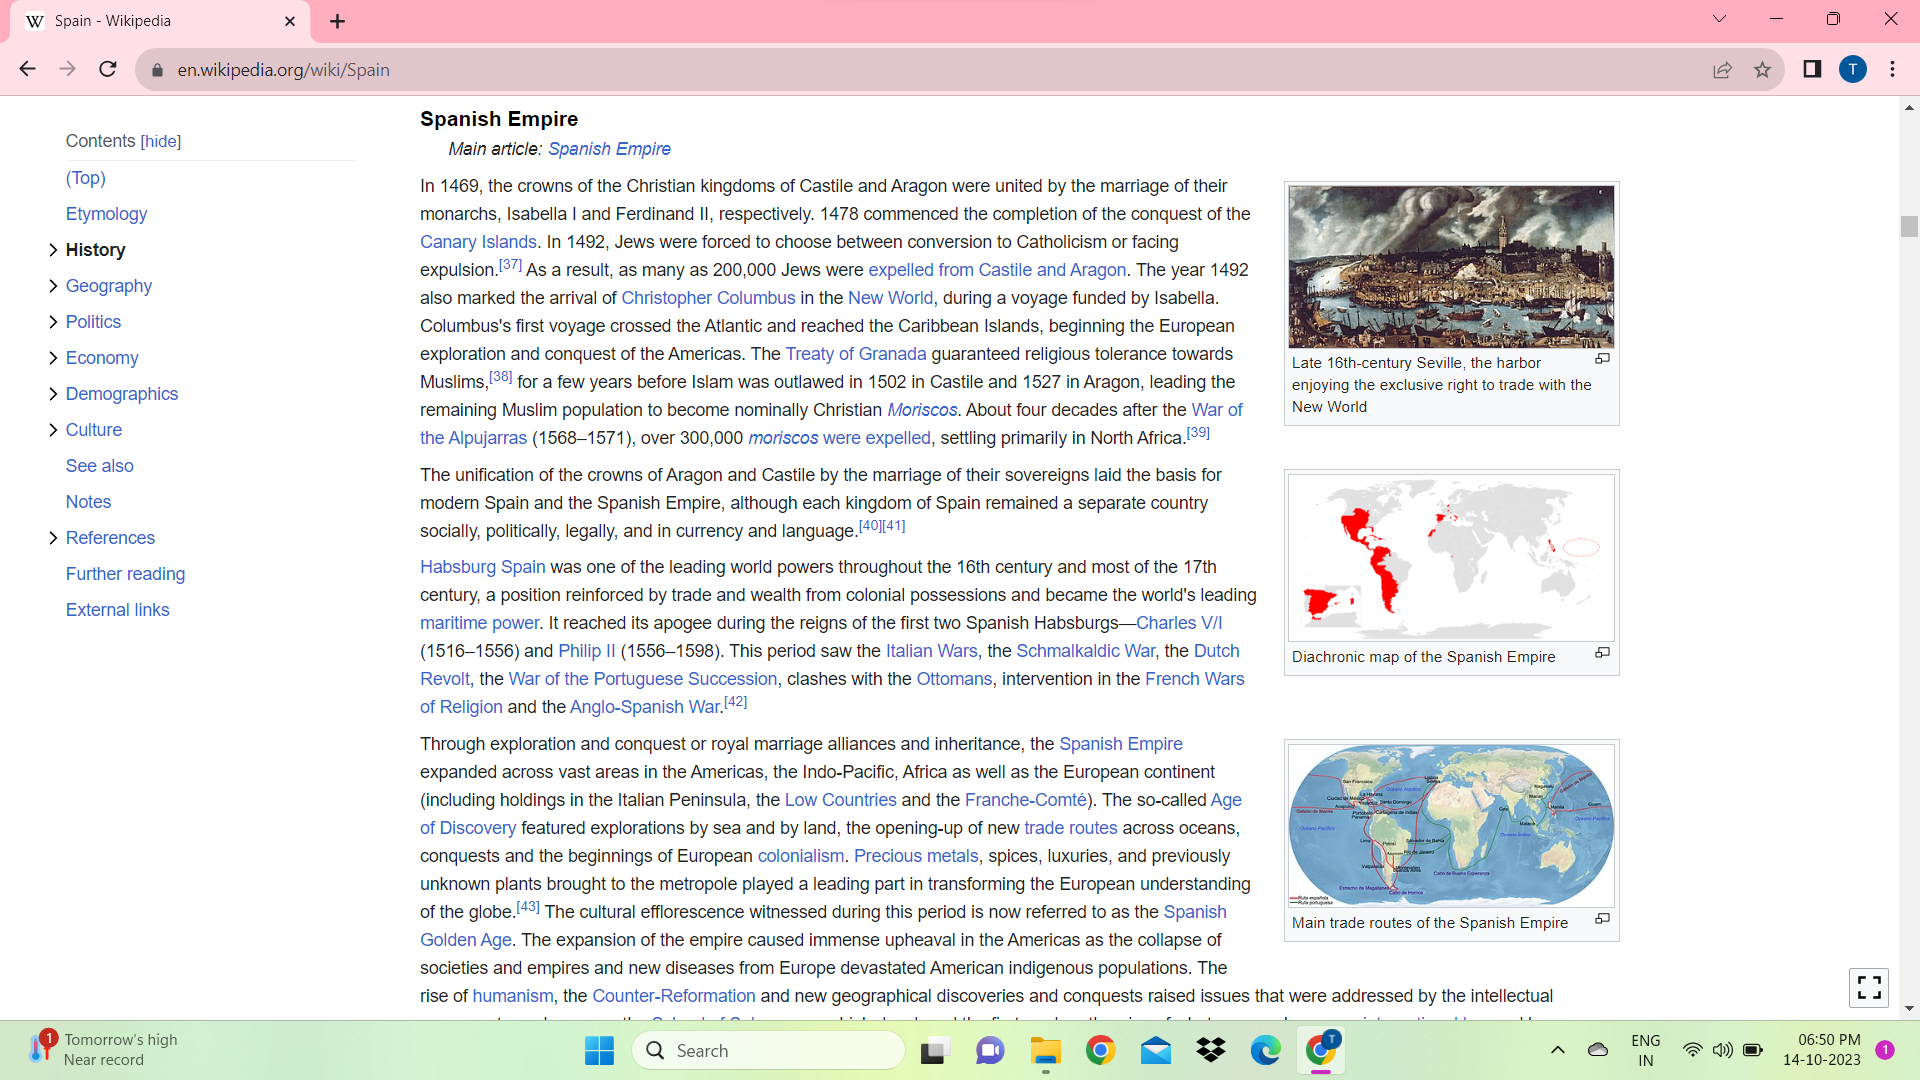 Spain - Wikipedia
en.wikipedia.org/wiki/Spain
T
Contents [hide]
(Top)
Etymology
History
Geography
Politics
Economy
Demographics
Culture
See also
Notes
References
Further reading
External links
Spanish Empire
Main article: Spanish Empire
In 1469, the crowns of the Christian kingdoms of Castile and Aragon were united by the marriage of their
monarchs, Isabella I and Ferdinand II, respectively. 1478 commenced the completion of the conquest of the
Canary Islands. In 1492, Jews were forced to choose between conversion to Catholicism or facing
expulsion.[37] As a result, as many as 200,000 Jews were expelled from Castile and Aragon. The year 1492
also marked the arrival of Christopher Columbus in the New World, during a voyage funded by Isabella.
Columbus's first voyage crossed the Atlantic and reached the Caribbean Islands, beginning the European
exploration and conquest of the Americas. The Treaty of Granada guaranteed religious tolerance towards
Muslims,[38] for a few years before Islam was outlawed in 1502 in Castile and 1527 in Aragon, leading the
remaining Muslim population to become nominally Christian Moriscos. About four decades after the War of
the Alpujarras (1568–1571), over 300,000 moriscos were expelled, settling primarily in North Africa.[39]
The unification of the crowns of Aragon and Castile by the marriage of their sovereigns laid the basis for
modern Spain and the Spanish Empire, although each kingdom of Spain remained a separate country
socially, politically, legally, and in currency and language.[40][41]
Habsburg Spain was one of the leading world powers throughout the 16th century and most of the 17th
century, a position reinforced by trade and wealth from colonial possessions and became the world's leading
maritime power. It reached its apogee during the reigns of the first two Spanish Habsburgs—Charles V/I
(1516–1556) and Philip II (1556–1598). This period saw the Italian Wars, the Schmalkaldic War, the Dutch
Revolt, the War of the Portuguese Succession, clashes with the Ottomans, intervention in the French Wars
of Religion and the Anglo-Spanish War.[42]
Through exploration and conquest or royal marriage alliances and inheritance, the Spanish Empire
expanded across vast areas in the Americas, the Indo-Pacific, Africa as well as the European continent
(including holdings in the Italian Peninsula, the Low Countries and the Franche-Comté). The so-called Age
of Discovery featured explorations by sea and by land, the opening-up of new trade routes across oceans,
conquests and the beginnings of European colonialism. Precious metals, spices, luxuries, and previously
unknown plants brought to the metropole played a leading part in transforming the European understanding
of the globe.[43] The cultural efflorescence witnessed during this period is now referred to as the Spanish
Golden Age. The expansion of the empire caused immense upheaval in the Americas as the collapse of
societies and empires and new diseases from Europe devastated American indigenous populations. The
rise of humanism, the Counter-Reformation and new geographical discoveries and conquests raised issues that were addressed by the intellectual
Late 16th-century Seville, the harbor
enjoying the exclusive right to trade with the
New World
Diachronic map of the Spanish Empire
San Francisco
Acapulco
Lima
Manila
Guam
Main trade routes of the Spanish Empire
1
Tomorrow's high
Near record
Search
T
ENG
IN
06:50 PM
14-10-2023
1